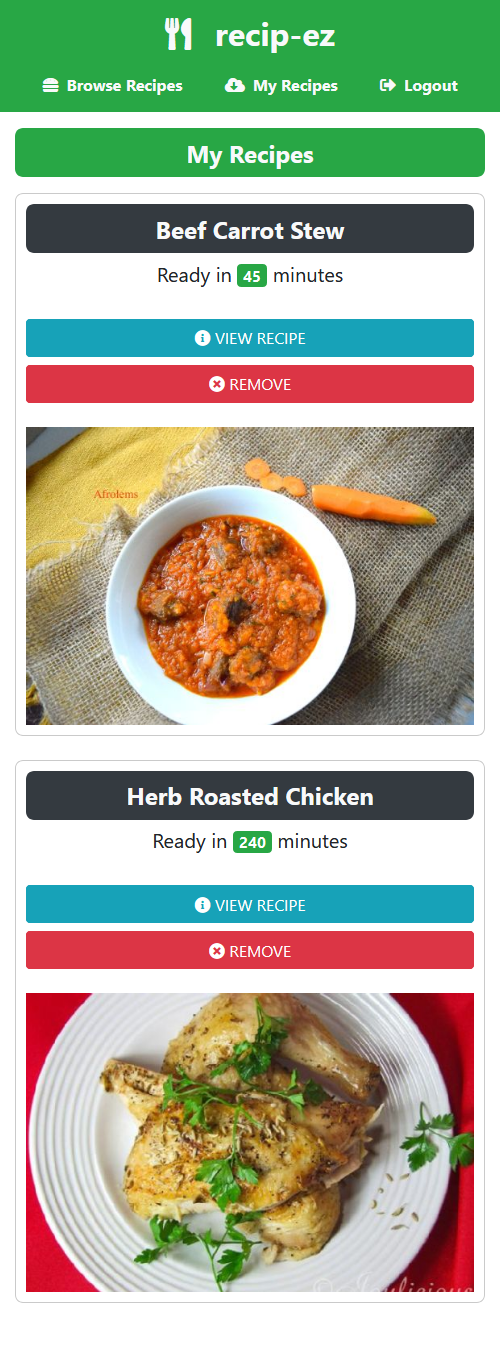 recip-ez
Browse Recipes My Recipes Logout
My Recipes
Beef Carrot Stew
Ready in 45 minutes
VIEW RECIPE
REMOVE
Afrolems
Herb Roasted Chicken
Ready in 240 minutes
VIEW RECIPE
REMOVE